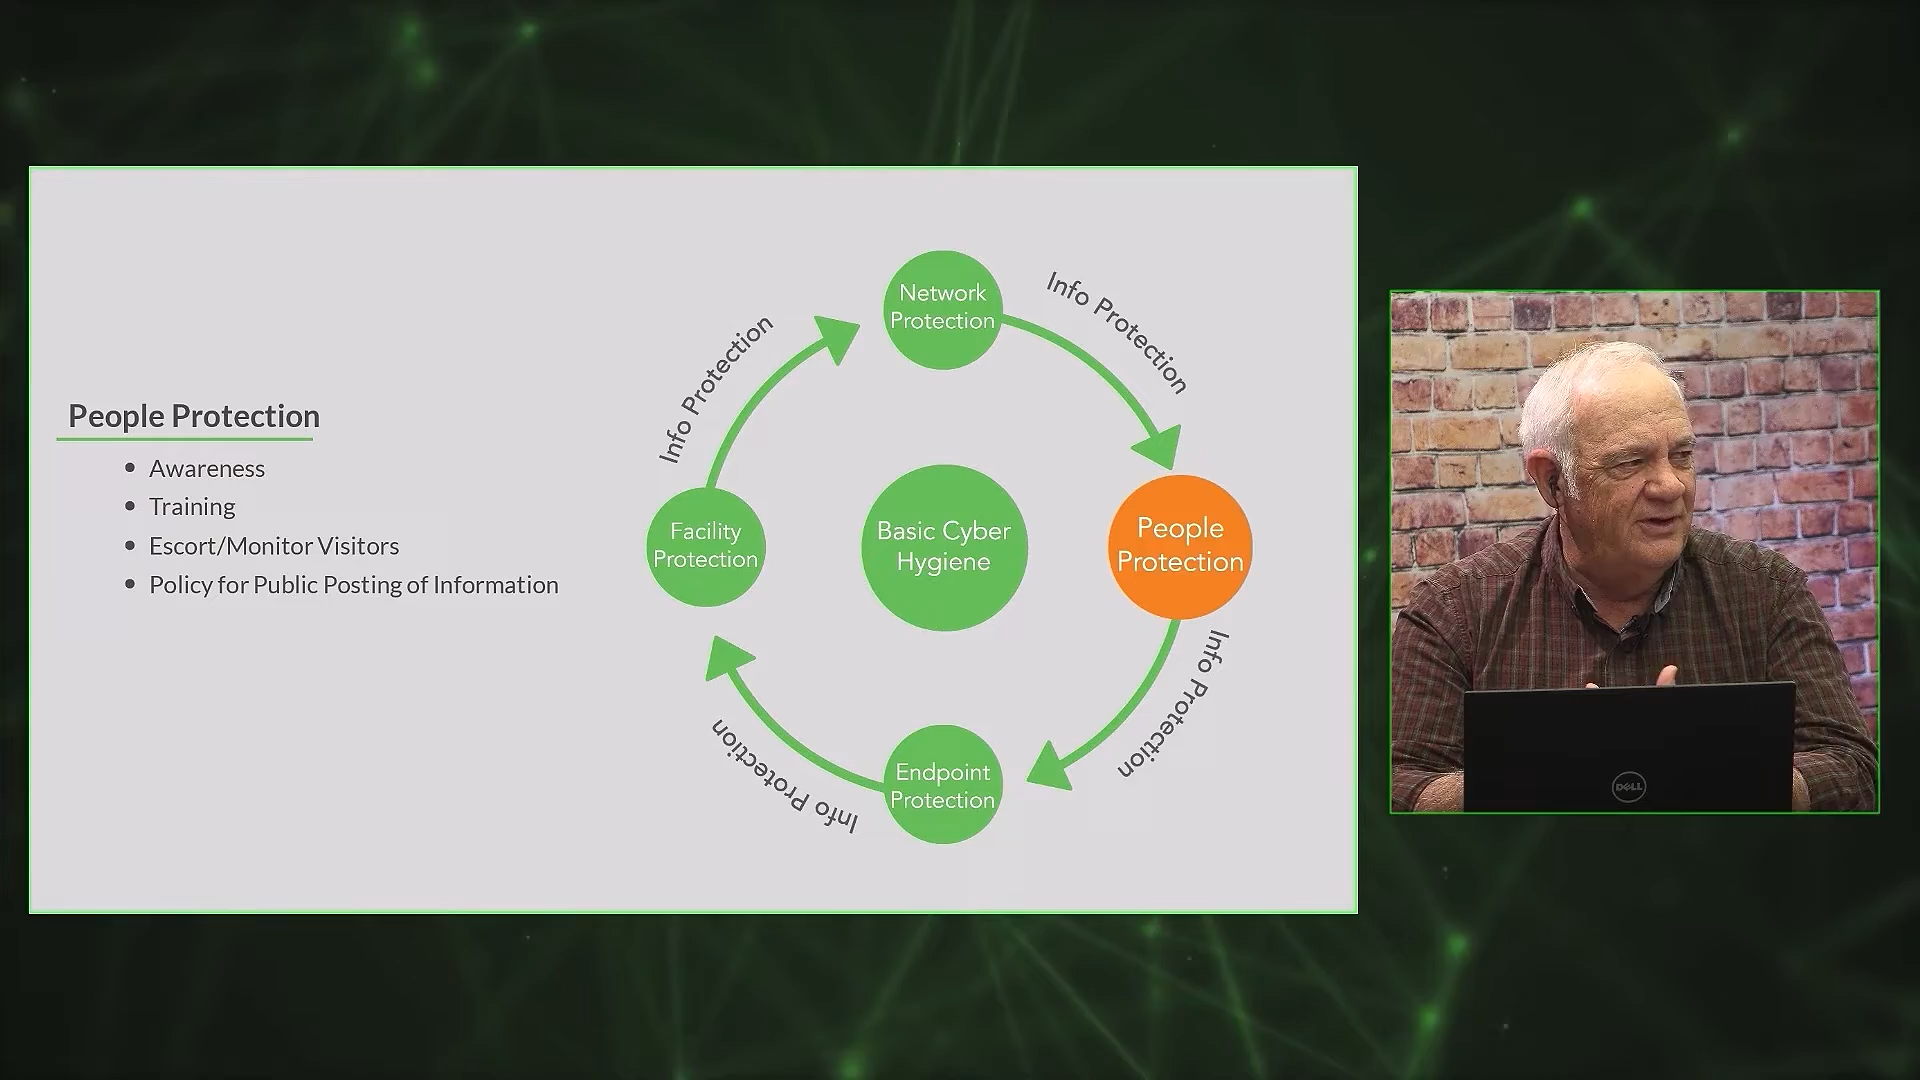 People Protection
Awareness
Training
Escort/Monitor Visitors
Policy for Public Posting of Information
Info Protection
Network
Protection
Info Protection
Facility
Protection
Basic Cyber
Hygiene
People
Protection
Info Protection
Endpoint
Protection
Info Protection
DELL